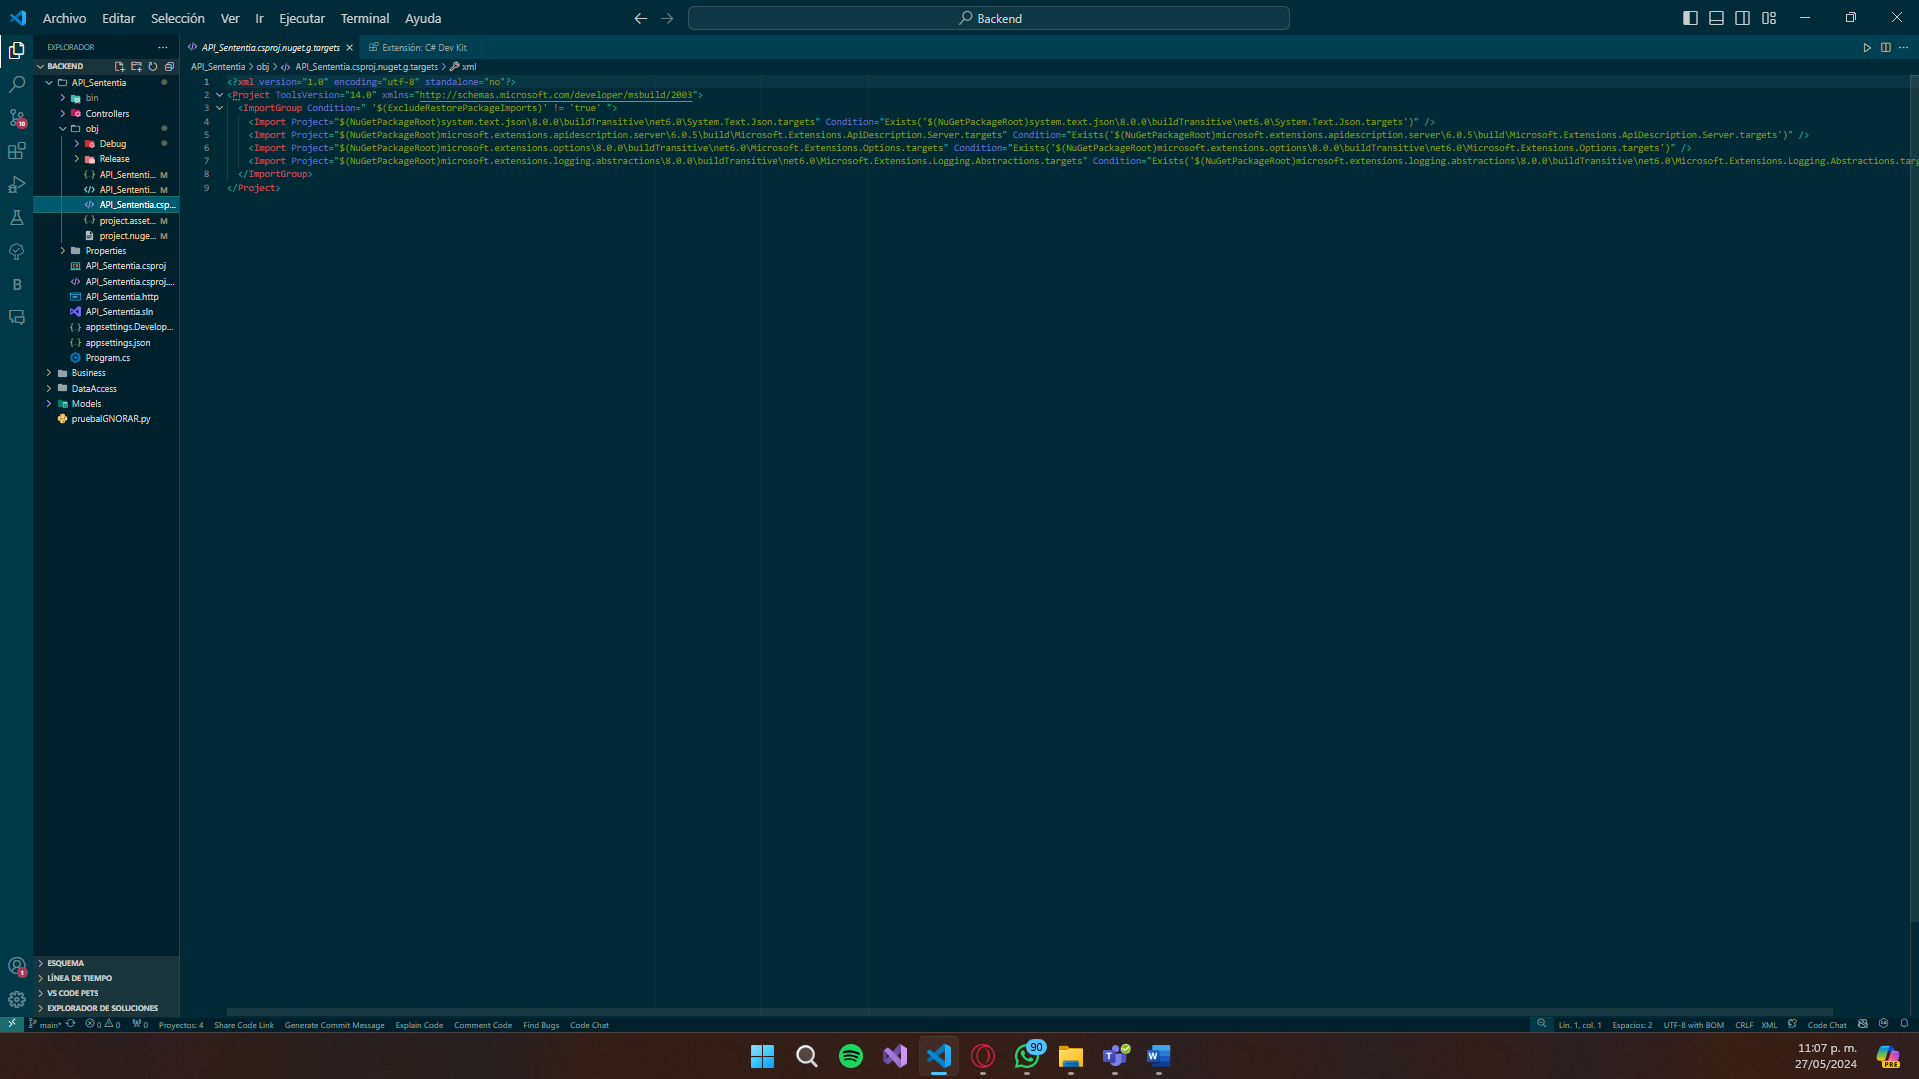 Archivo Editar Selección Ver Ir Ejecutar Terminal Ayuda
Backend
EXPLORADOR
API_Sententia.csproj.nuget.g.targets
Extensión: C# Dev Kit
BACKEND
API_Sententia > obj > API_Sententia.csproj.nuget.g.targets > xml
API_Sententia
bin
Controllers
obj
Debug
Release
API_Sententi... M
API_Sententi... M
API_Sententia.csp...
project.asset... M
project.nuge... M
Properties
API_Sententia.csproj
API_Sententia.csproj....
API_Sententia.http
API_Sententia.sln
appsettings.Develop...
appsettings.json
Program.cs
Business
DataAccess
Models
pruebaIGNORAR.py
1 <?xml version="1.0" encoding="utf-8" standalone="no"?>
2 <Project ToolsVersion="14.0" xmlns="http://schemas.microsoft.com/developer/msbuild/2003">
3 <ImportGroup Condition=" '$(ExcludeRestorePackageImports)' != 'true' ">
4 <Import Project="$(NuGetPackageRoot)system.text.json\8.0.0\buildTransitive\net6.0\System.Text.Json.targets" Condition="Exists('$(NuGetPackageRoot)system.text.json\8.0.0\buildTransitive\net6.0\System.Text.Json.targets')" />
5 <Import Project="$(NuGetPackageRoot)microsoft.extensions.apidescription.server\6.0.5\build\Microsoft.Extensions.ApiDescription.Server.targets" Condition="Exists('$(NuGetPackageRoot)microsoft.extensions.apidescription.server\6.0.5\build\Microsoft.Extensions.ApiDescription.Server.targets')" />
6 <Import Project="$(NuGetPackageRoot)microsoft.extensions.options\8.0.0\buildTransitive\net6.0\Microsoft.Extensions.Options.targets" Condition="Exists('$(NuGetPackageRoot)microsoft.extensions.options\8.0.0\buildTransitive\net6.0\Microsoft.Extensions.Options.targets')" />
7 <Import Project="$(NuGetPackageRoot)microsoft.extensions.logging.abstractions\8.0.0\buildTransitive\net6.0\Microsoft.Extensions.Logging.Abstractions.targets" Condition="Exists('$(NuGetPackageRoot)microsoft.extensions.logging.abstractions\8.0.0\buildTransitive\net6.0\Microsoft.Extensions.Logging.Abstractions.tar
8 </ImportGroup>
9 </Project>
10
B
1
ESQUEMA
LÍNEA DE TIEMPO
VS CODE PETS
EXPLORADOR DE SOLUCIONES
main* 0 0 0 Proyectos: 4 Share Code Link Generate Commit Message Explain Code Comment Code Find Bugs Code Chat
Lin. 1, col. 1 Espacios: 2 UTF-8 with BOM CRLF XML Code Chat
90
T
W
11:07 p. m.
27/05/2024
PRE